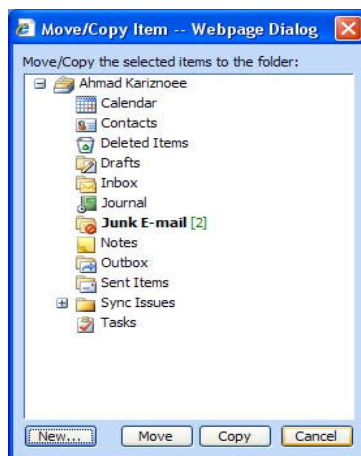 Move/Copy Item -- Webpage Dialog
Move/Copy the selected items to the folder:
Ahmad Kariznoee
Calendar
Contacts
Deleted Items
Drafts
Inbox
Journal
Junk E-mail [2]
Notes
Outbox
Sent Items
Sync Issues
Tasks
New... Move Copy Cancel